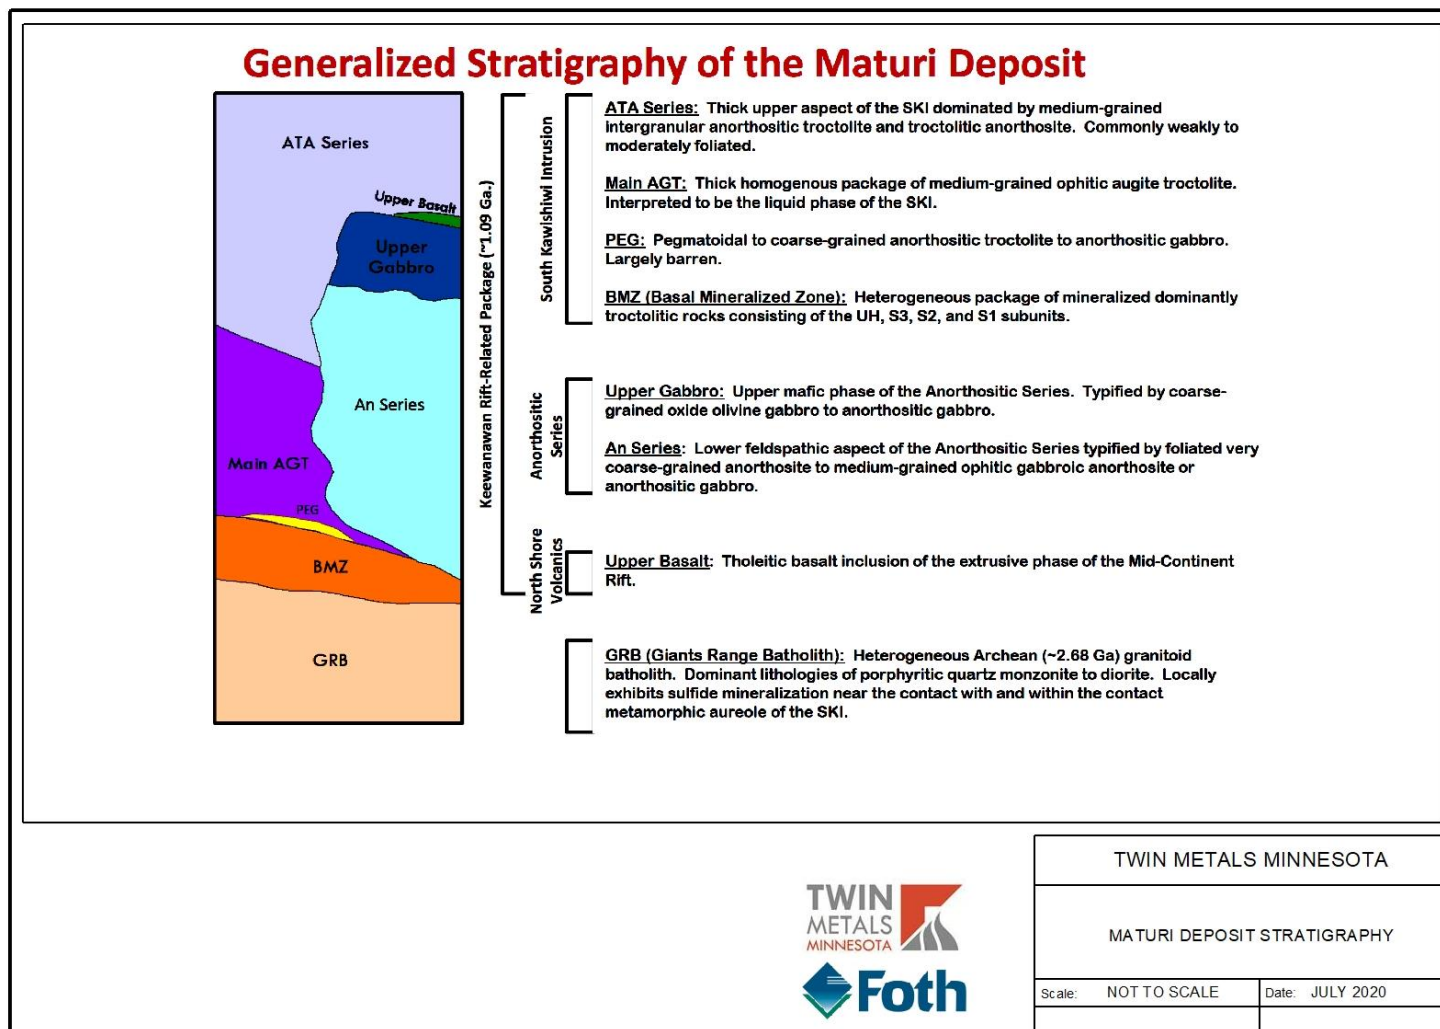 Generalized Stratigraphy of the Maturi Deposit
ATA Series
Upper Basalt
Upper
Gabbro
An Series
Main AGT
PEG
BMZ
GRB
Keewanawan Rift-Related Package (~1.09 Ga.)
South Kawishiwi Intrusion
ATA Series: Thick upper aspect of the SKI dominated by medium-grained
intergranular anorthositic troctolite and troctolitic anorthosite. Commonly weakly to
moderately foliated.
Main AGT: Thick homogenous package of medium-grained ophitic augite troctolite.
Interpreted to be the liquid phase of the SKI.
PEG: Pegmatoidal to coarse-grained anorthositic troctolite to anorthositic gabbro.
Largely barren.
BMZ (Basal Mineralized Zone): Heterogeneous package of mineralized dominantly
troctolitic rocks consisting of the UH, S3, S2, and S1 subunits.
Anorthositic
Series
Upper Gabbro: Upper mafic phase of the Anorthositic Series. Typified by coarse-
grained oxide olivine gabbro to anorthositic gabbro.
An Series: Lower feldspathic aspect of the Anorthositic Series typified by foliated very
coarse-grained anorthosite to medium-grained ophitic gabbroic anorthosite or
anorthositic gabbro.
North Shore
Volcanics
Upper Basalt: Tholeitic basalt inclusion of the extrusive phase of the Mid-Continent
Rift.
GRB (Giants Range Batholith): Heterogeneous Archean (~2.68 Ga) granitoid
batholith. Dominant lithologies of porphyritic quartz monzonite to diorite. Locally
exhibits sulfide mineralization near the contact with and within the contact
metamorphic aureole of the SKI.
TWIN
METALS
MINNESOTA
Foth
TWIN METALS MINNESOTA
MATURI DEPOSIT STRATIGRAPHY
Scale: NOT TO SCALE
Date: JULY 2020